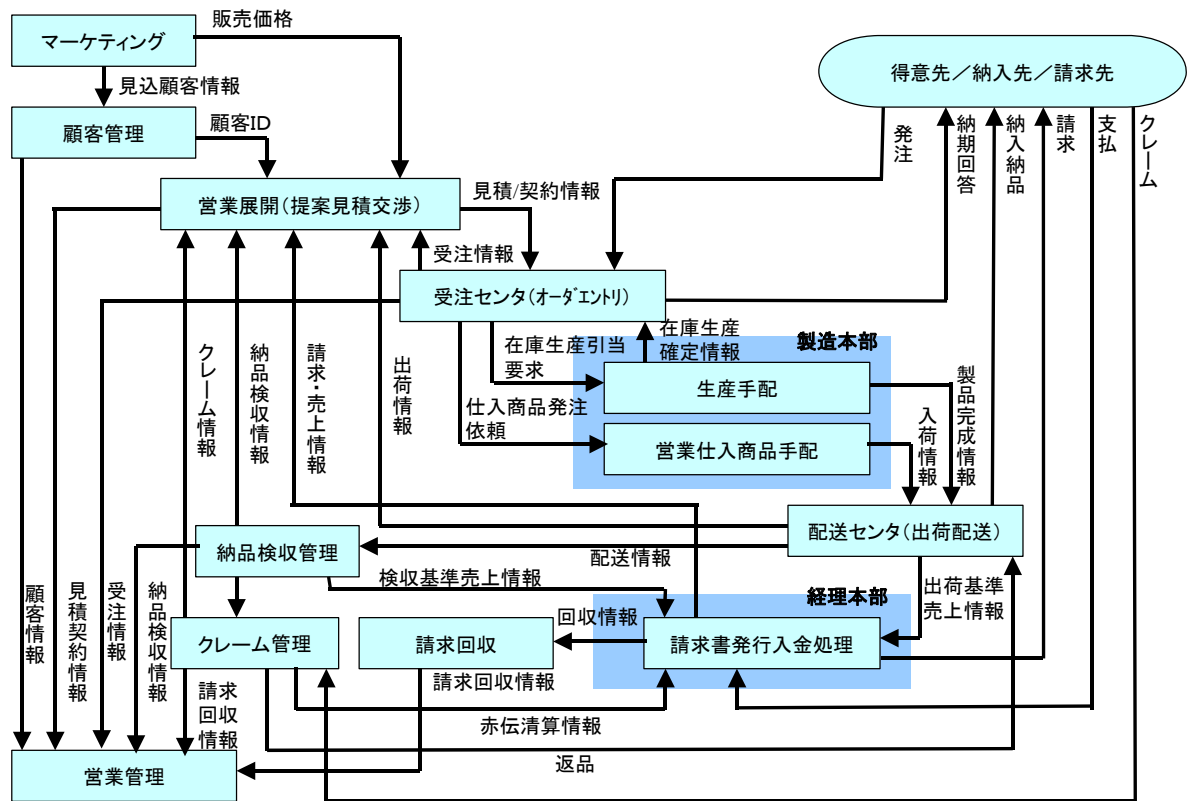 販売価格
マーケティング
見込顧客情報
得意先／納入先／請求先
顧客管理
顧客ID
発注
納期回答
納入納品
請求
支払
クレーム
営業展開(提案見積交渉)
見積/契約情報
受注情報
受注センタ(オーダエントリ)
在庫生産引当
要求
在庫生産
確定情報
製造本部
生産手配
仕入商品発注
依頼
営業仕入商品手配
入荷情報
製品完成情報
クレーム情報
納品検収情報
請求・売上情報
出荷情報
配送センタ(出荷配送)
納品検収管理
配送情報
検収基準売上情報
出荷基準
売上情報
経理本部
回収情報
クレーム管理
請求回収
請求書発行入金処理
顧客情報
見積契約情報
受注情報
納品検収情報
請求
回収
情報
請求回収情報
赤伝清算情報
返品
営業管理